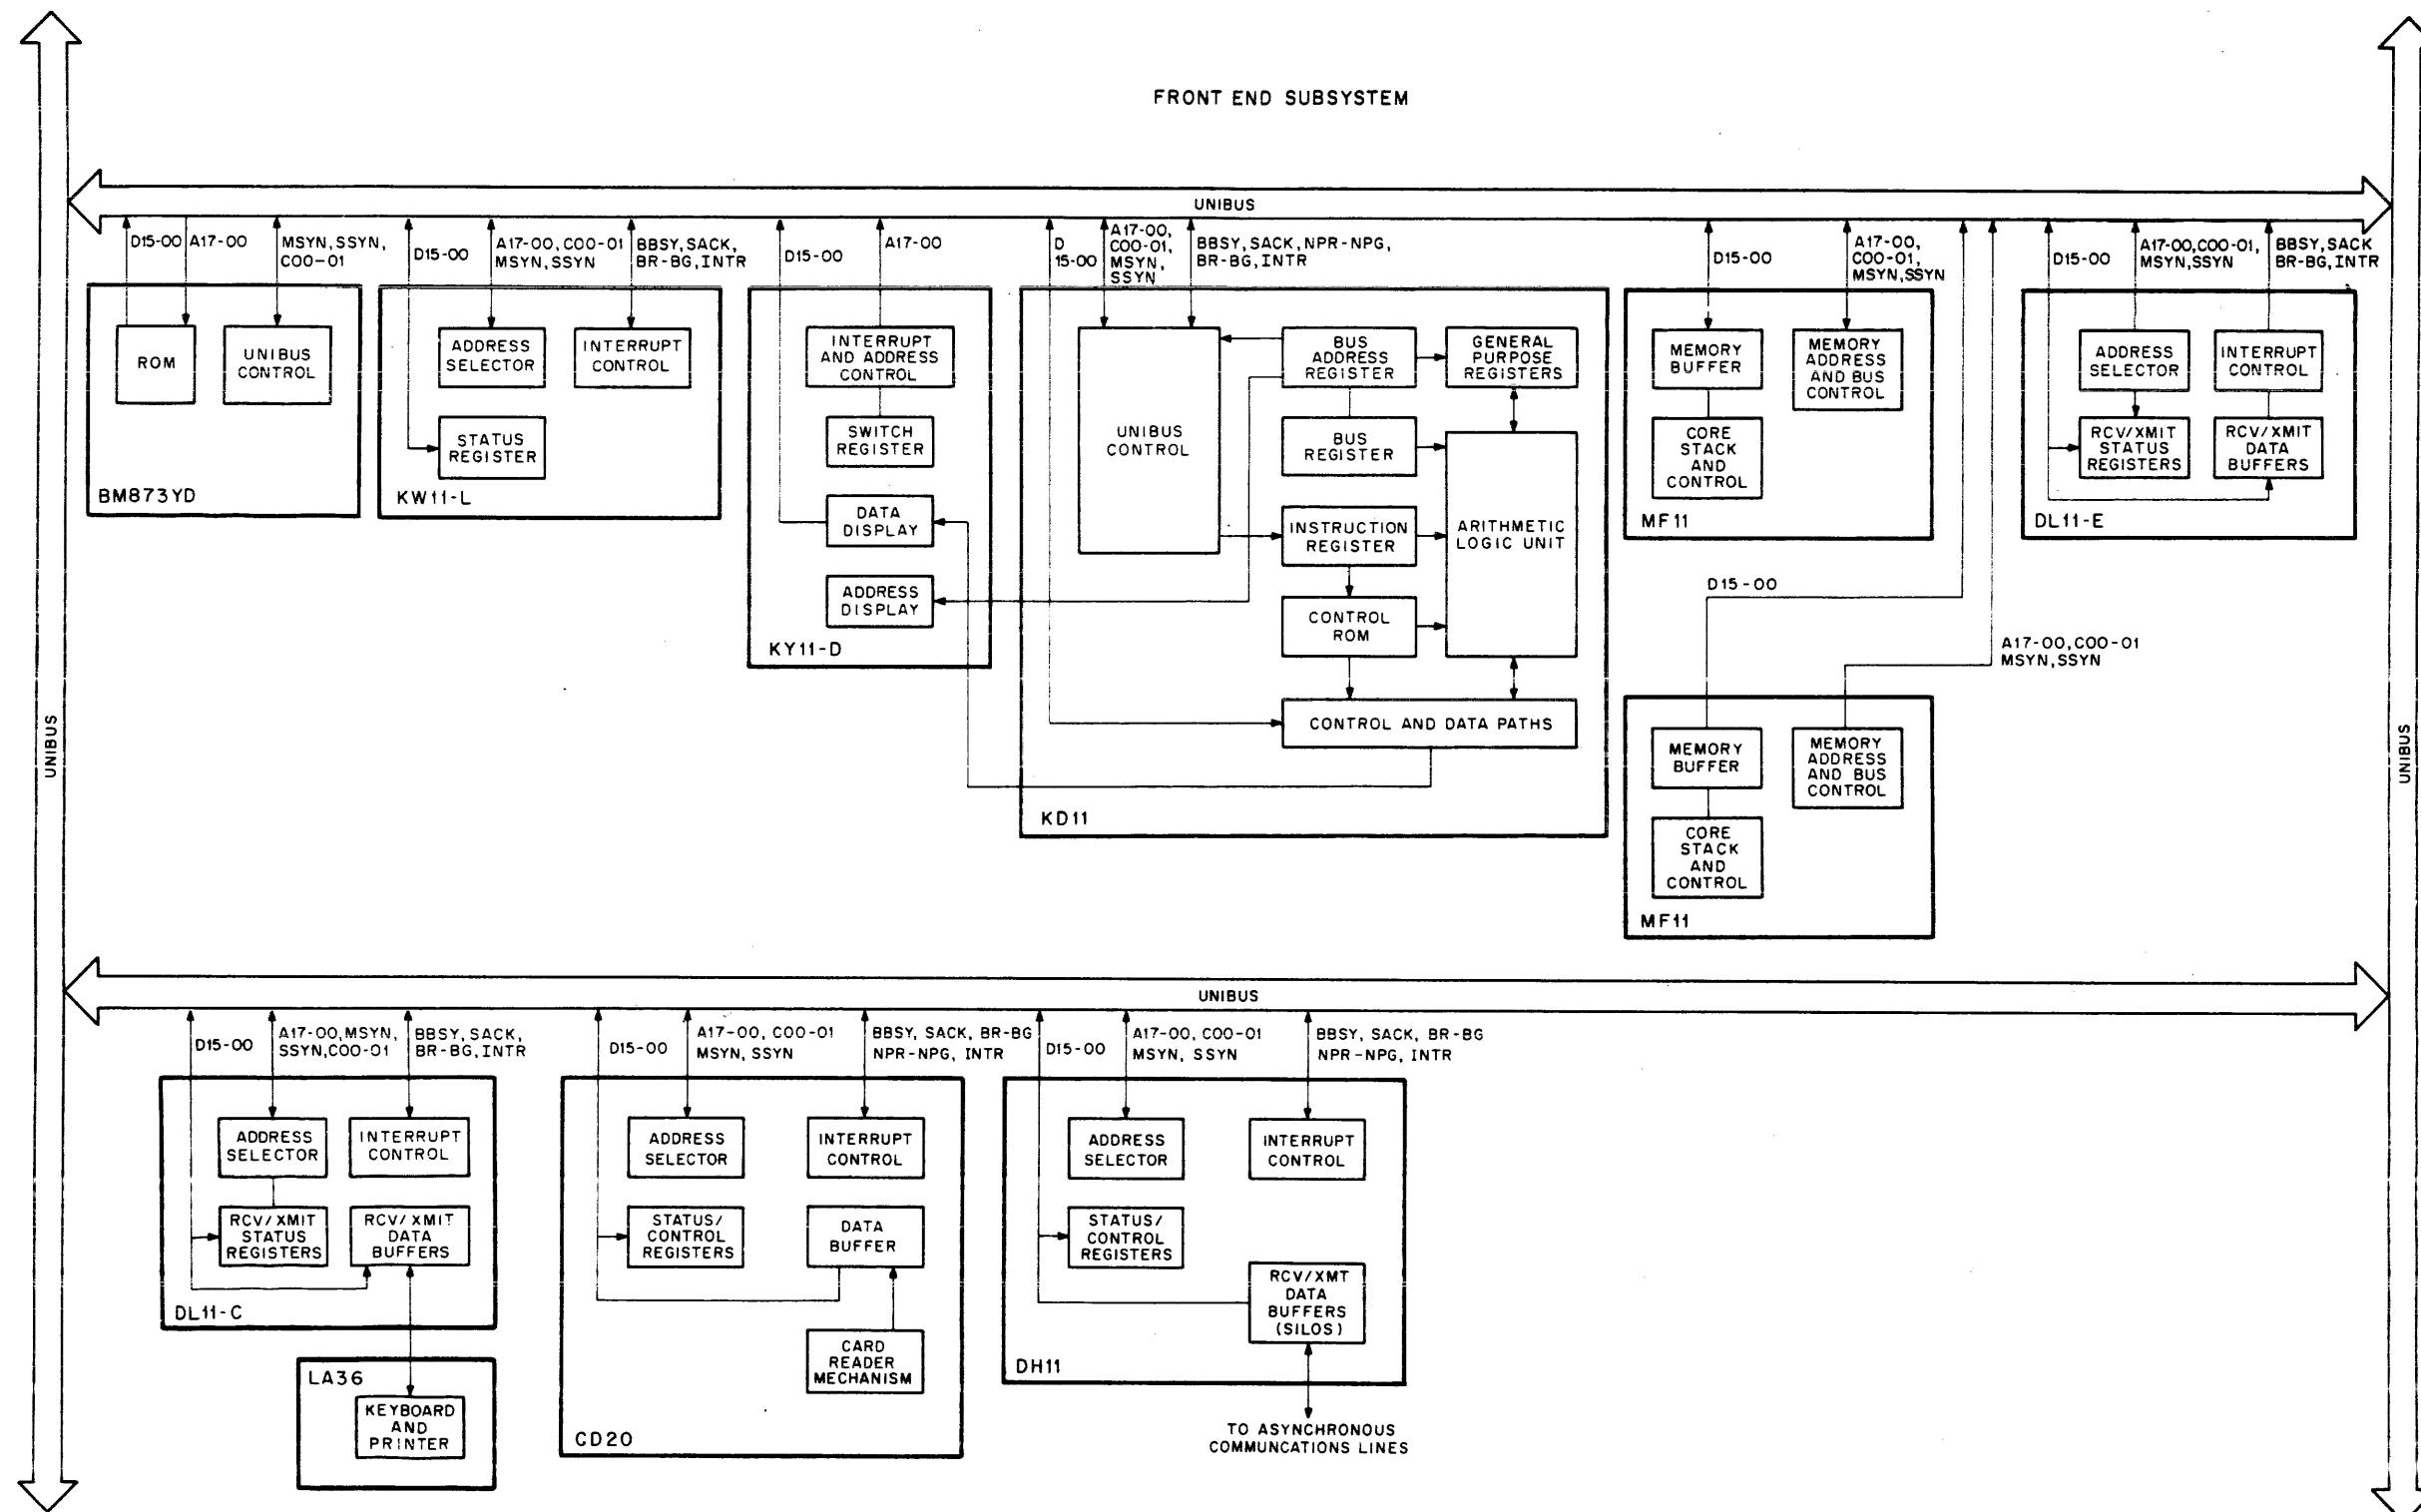 FRONT END SUBSYSTEM
UNIBUS
D15-00
A17-00
MSYN, SSYN,
C00-01
D15-00
A17-00, C00-01
MSYN, SSYN
BBSY, SACK,
BR-BG, INTR
D15-00
A17-00
D
15-00
A17-00,
C00-01,
MSYN,
SSYN
BBSY, SACK, NPR-NPG,
BR-BG, INTR
D15-00
A17-00,
C00-01,
MSYN, SSYN
D15-00
A17-00, C00-01,
MSYN, SSYN
BBSY, SACK
BR-BG, INTR
ROM
UNIBUS
CONTROL
BM873YD
ADDRESS
SELECTOR
INTERRUPT
CONTROL
STATUS
REGISTER
KW11-L
INTERRUPT
AND ADDRESS
CONTROL
SWITCH
REGISTER
DATA
DISPLAY
ADDRESS
DISPLAY
KY11-D
UNIBUS
CONTROL
BUS
ADDRESS
REGISTER
GENERAL
PURPOSE
REGISTERS
BUS
REGISTER
INSTRUCTION
REGISTER
ARITHMETIC
LOGIC UNIT
CONTROL
ROM
CONTROL AND DATA PATHS
KD11
MEMORY
BUFFER
MEMORY
ADDRESS
AND BUS
CONTROL
CORE
STACK
AND
CONTROL
MF11
ADDRESS
SELECTOR
INTERRUPT
CONTROL
RCV/XMIT
STATUS
REGISTERS
RCV/XMIT
DATA
BUFFERS
DL11-E
D15-00
A17-00, C00-01
MSYN, SSYN
MEMORY
BUFFER
MEMORY
ADDRESS
AND BUS
CONTROL
CORE
STACK
AND
CONTROL
MF11
UNIBUS
UNIBUS
UNIBUS
D15-00
A17-00, MSYN,
SSYN, C00-01
BBSY, SACK,
BR-BG, INTR
D15-00
A17-00, C00-01
MSYN, SSYN
BBSY, SACK, BR-BG
NPR-NPG, INTR
D15-00
A17-00, C00-01
MSYN, SSYN
BBSY, SACK, BR-BG
NPR-NPG, INTR
ADDRESS
SELECTOR
INTERRUPT
CONTROL
RCV/XMIT
STATUS
REGISTERS
RCV/XMIT
DATA
BUFFERS
DL11-C
LA36
KEYBOARD
AND
PRINTER
ADDRESS
SELECTOR
INTERRUPT
CONTROL
STATUS/
CONTROL
REGISTERS
DATA
BUFFER
CARD
READER
MECHANISM
CD20
ADDRESS
SELECTOR
INTERRUPT
CONTROL
STATUS/
CONTROL
REGISTERS
RCV/XMT
DATA
BUFFERS
(SILOS)
DH11
TO ASYNCHRONOUS
COMMUNCATIONS LINES